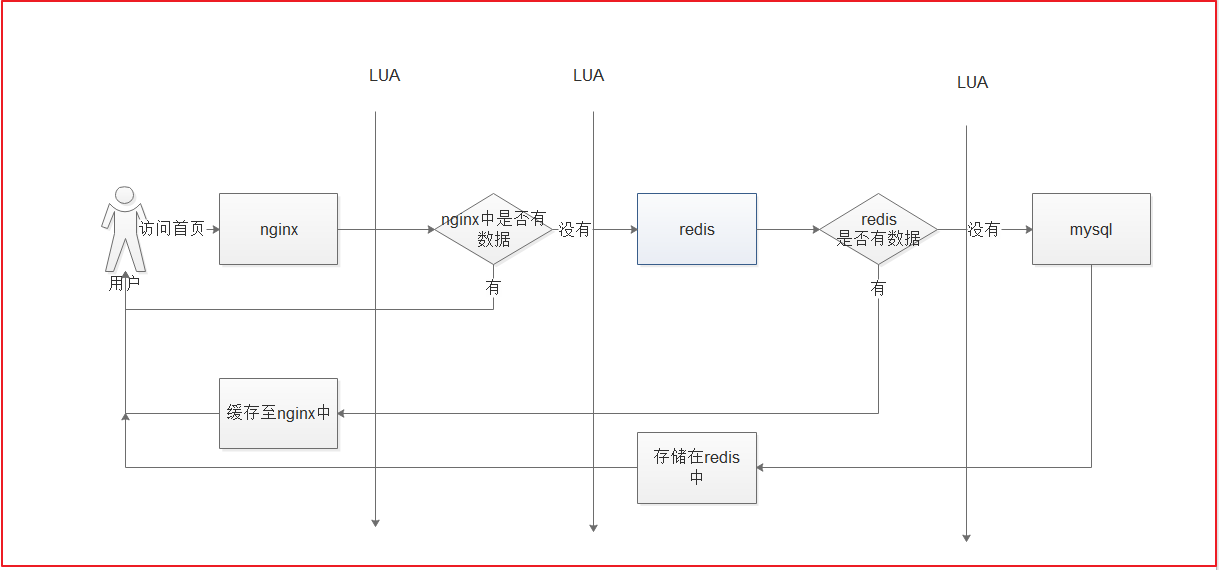 LUA
LUA
LUA
访问首页
nginx
nginx中是否有
数据
没有
redis
redis
是否有数据
没有
mysql
用户
有
有
缓存至nginx中
存储在redis
中